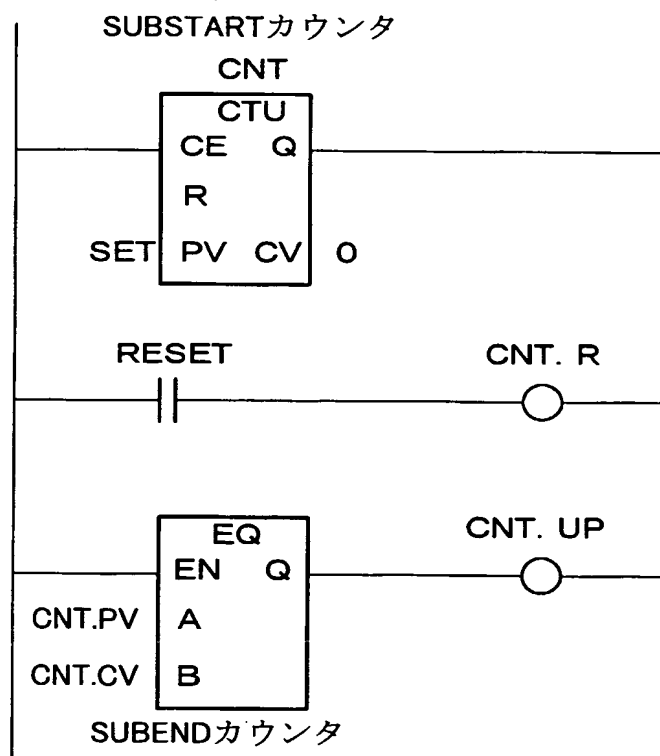 SUBSTARTカウンタ
CNT
CTU
CE Q
R
SET PV CV 0
RESET CNT. R
EQ CNT. UP
EN Q
CNT.PV A
CNT.CV B
SUBENDカウンタ